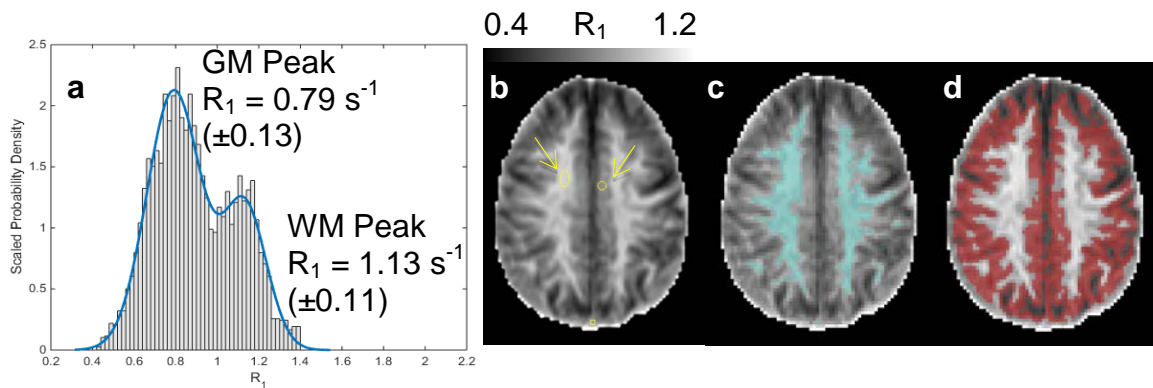 0.4 R₁ 1.2
a
GM Peak
R₁ = 0.79 s⁻¹
(±0.13)
WM Peak
R₁ = 1.13 s⁻¹
(±0.11)
Scaled Probability Density
2.5
2
1.5
1
0.5
0
0.2 0.4 0.6 0.8 1 1.2 1.4 1.6 1.8 2 2.2
R₁
b
c
d